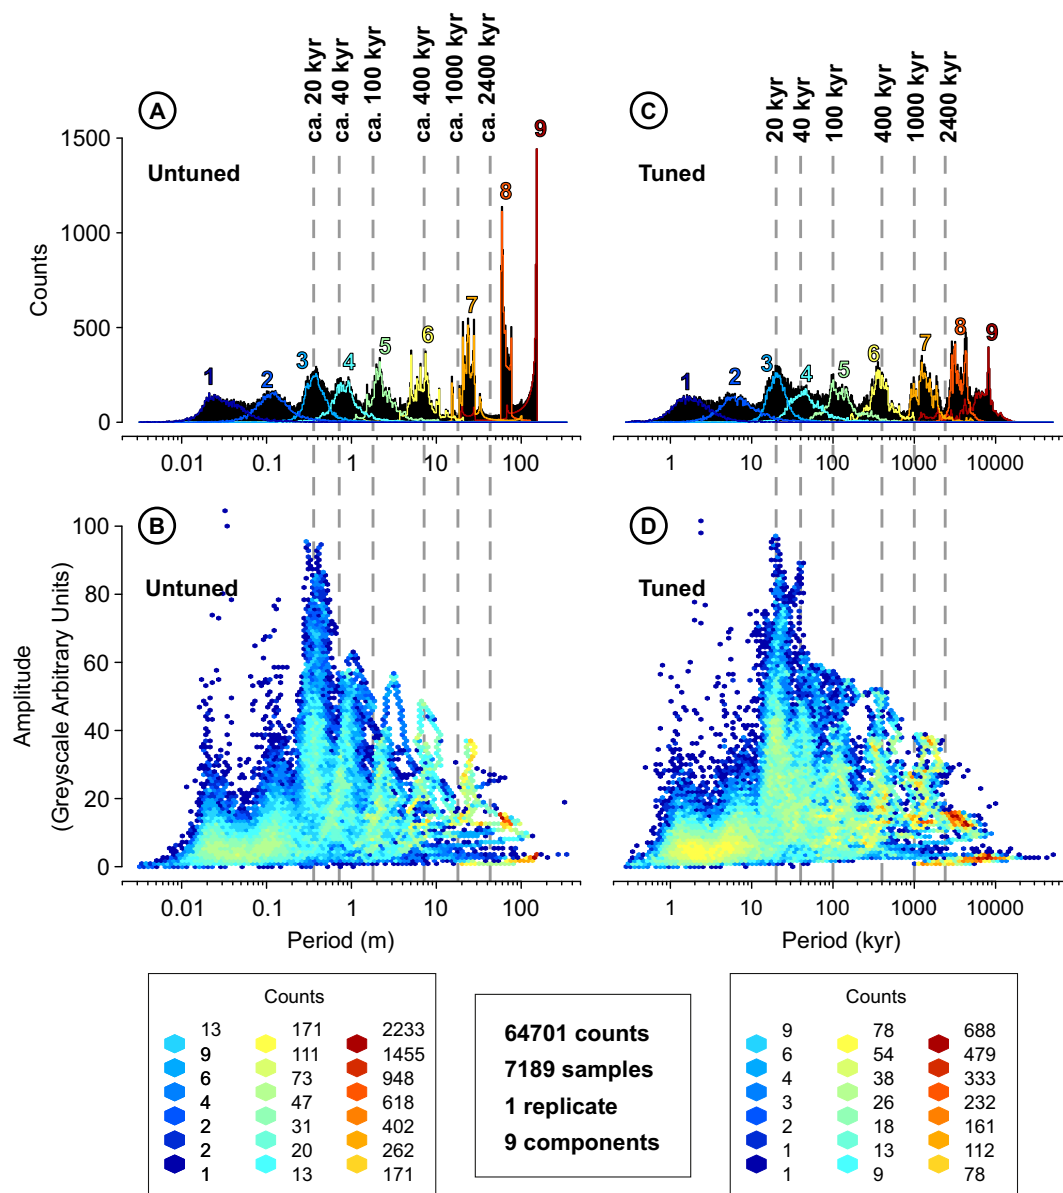 ca. 20 kyr
ca. 40 kyr
ca. 100 kyr
ca. 400 kyr
ca. 1000 kyr
ca. 2400 kyr
20 kyr
40 kyr
100 kyr
400 kyr
1000 kyr
2400 kyr
A
Untuned
Counts
1500
1000
500
0
1
2
3
4
5
6
7
8
9
0.01
0.1
1
10
100
C
Tuned
1
2
3
4
5
6
7
8
9
1
10
100
1000
10000
B
Untuned
Amplitude
(Greyscale Arbitrary Units)
100
80
60
40
20
0
0.01
0.1
1
10
100
Period (m)
D
Tuned
1
10
100
1000
10000
Period (kyr)
Counts
13 171 2233
9 111 1455
6 73 948
4 47 618
2 31 402
2 20 262
1 13 171
64701 counts
7189 samples
1 replicate
9 components
Counts
9 78 688
6 54 479
4 38 333
3 26 232
2 18 161
1 13 112
1 9 78